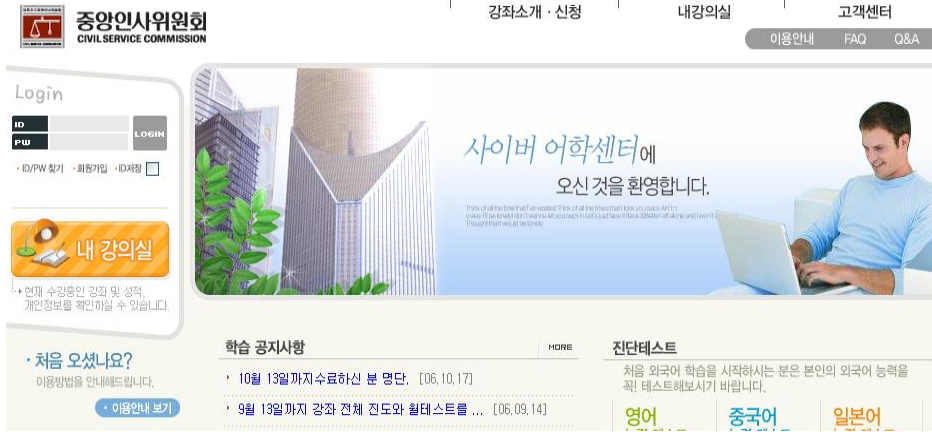 중앙인사위원회
CIVIL SERVICE COMMISSION
강좌소개 · 신청
내강의실
고객센터
이용안내
FAQ
Q&A
Login
ID
PW
LOGIN
· ID/PW 찾기 · 회원가입 · ID저장
내 강의실
현재 수강중인 강좌 및 성적,
개인정보를 확인하실 수 있습니다.
· 처음 오셨나요?
이용방법을 안내해드립니다.
· 이용안내 보기
사이버 어학센터에
오신 것을 환영합니다.
학습 공지사항
MORE
10월 13일까지수료하신 분 명단. [06.10.17]
9월 13일까지 강좌 전체 진도와 월테스트를 ... [06.09.14]
진단테스트
처음 외국어 학습을 시작하시는 분은 본인의 외국어 능력을
꼭! 테스트해보시기 바랍니다.
영어
중국어
일본어